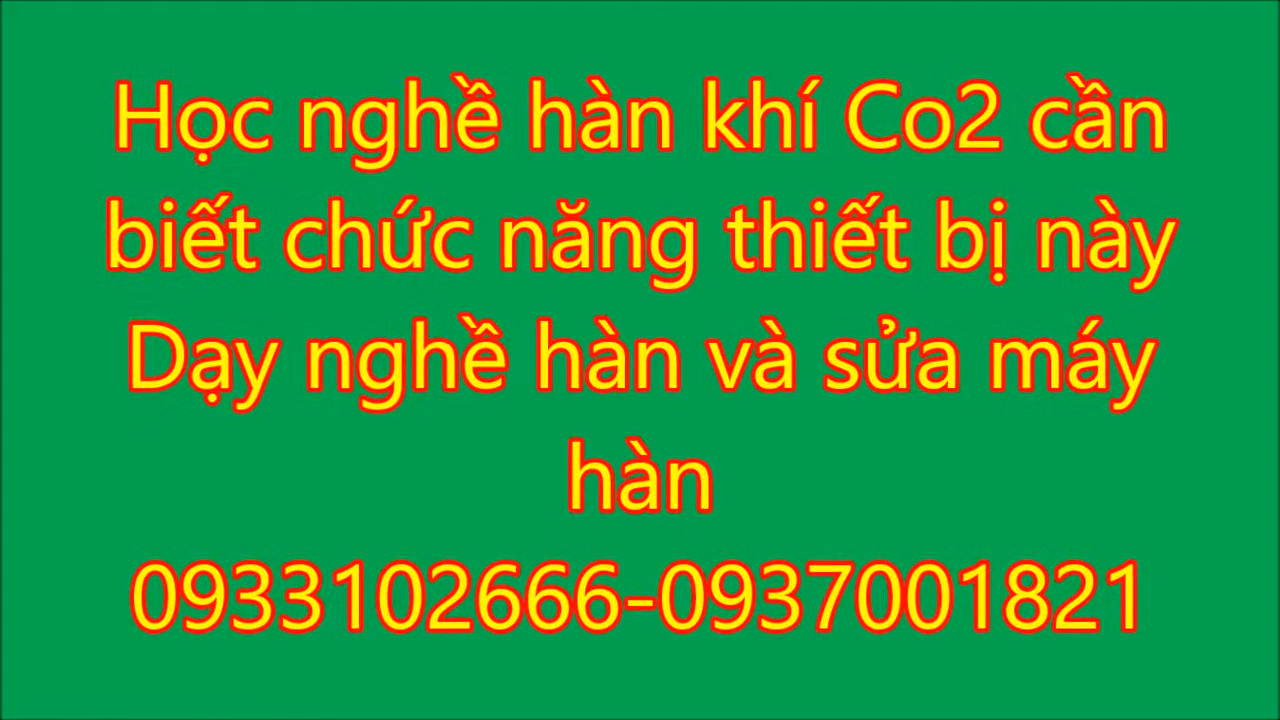 Học nghề hàn khí Co2 cần
biết chức năng thiết bị này
Dạy nghề hàn và sửa máy
hàn
0933102666-0937001821